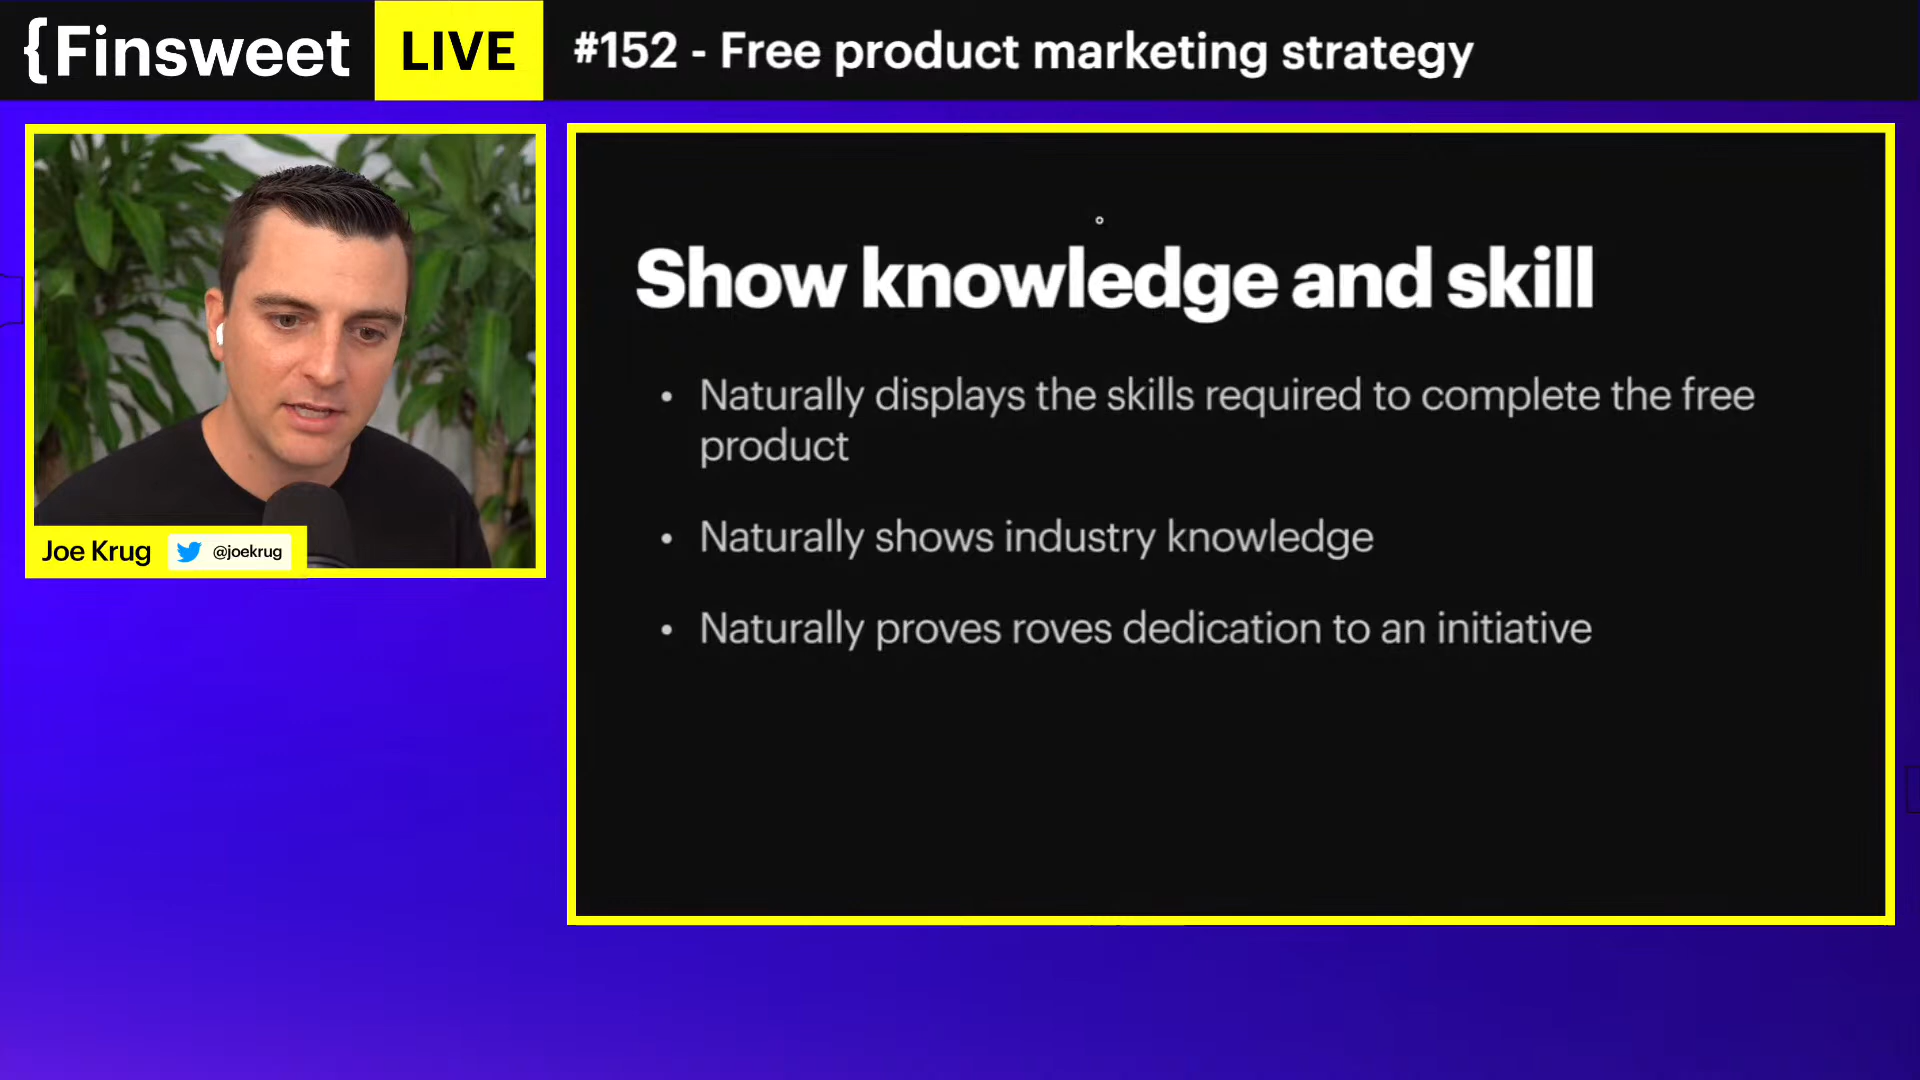 {Finsweet LIVE #152 - Free product marketing strategy
Show knowledge and skill
• Naturally displays the skills required to complete the free
product
• Naturally shows industry knowledge
• Naturally proves roves dedication to an initiative
Joe Krug @joekrug